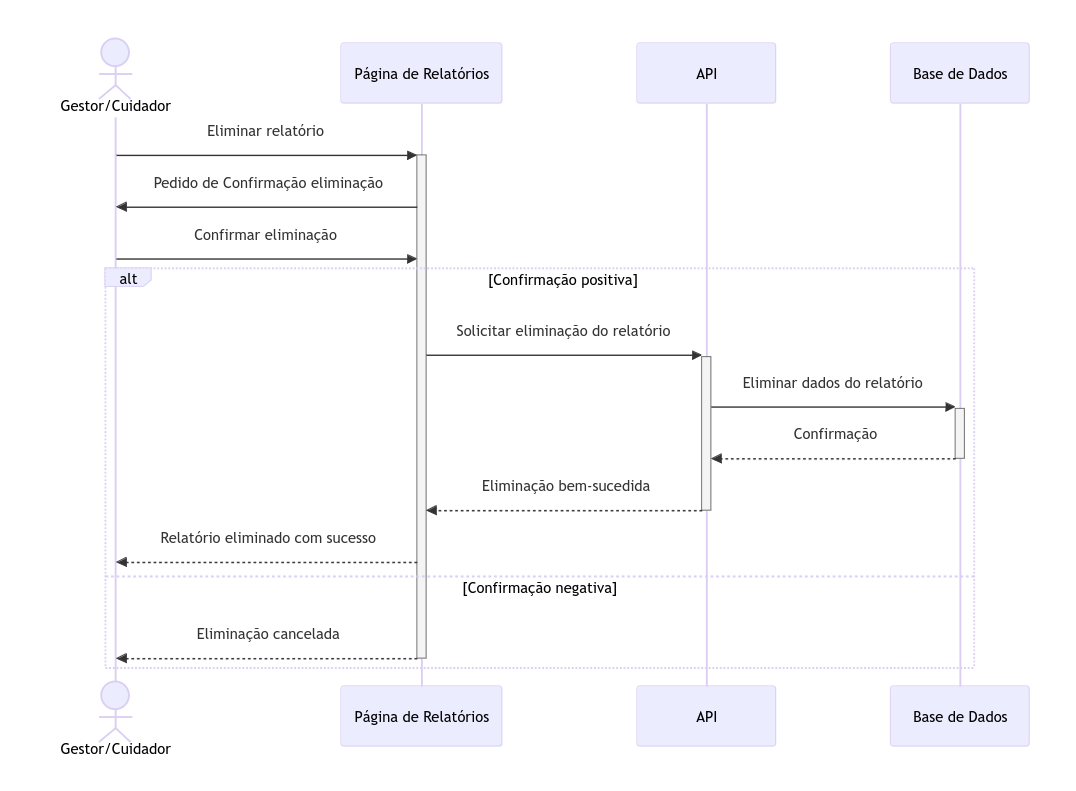 Página de Relatórios
API
Base de Dados
Gestor/Cuidador
Eliminar relatório
Pedido de Confirmação eliminação
Confirmar eliminação
alt
[Confirmação positiva]
Solicitar eliminação do relatório
Eliminar dados do relatório
Confirmação
Eliminação bem-sucedida
Relatório eliminado com sucesso
[Confirmação negativa]
Eliminação cancelada
Página de Relatórios
API
Base de Dados
Gestor/Cuidador